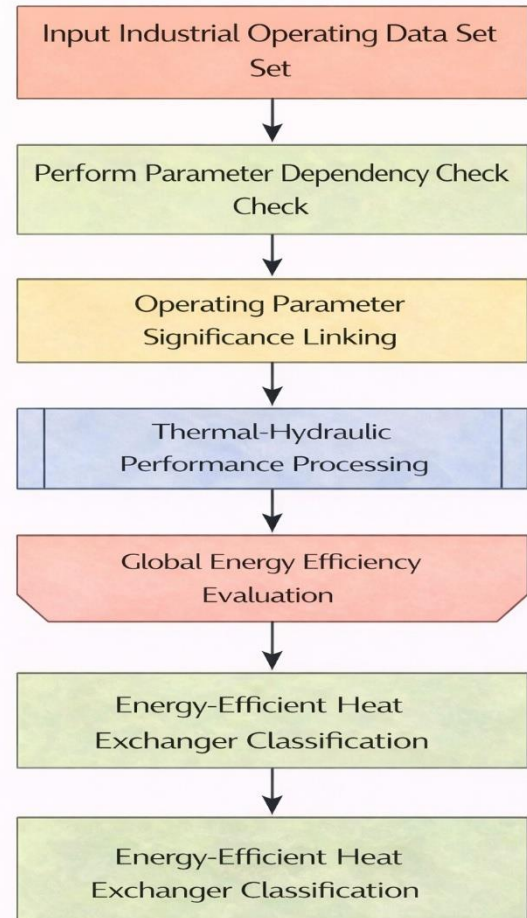 Input Industrial Operating Data Set
Set
Perform Parameter Dependency Check
Check
Operating Parameter
Significance Linking
Thermal-Hydraulic
Performance Processing
Global Energy Efficiency
Evaluation
Energy-Efficient Heat
Exchanger Classification
Energy-Efficient Heat
Exchanger Classification